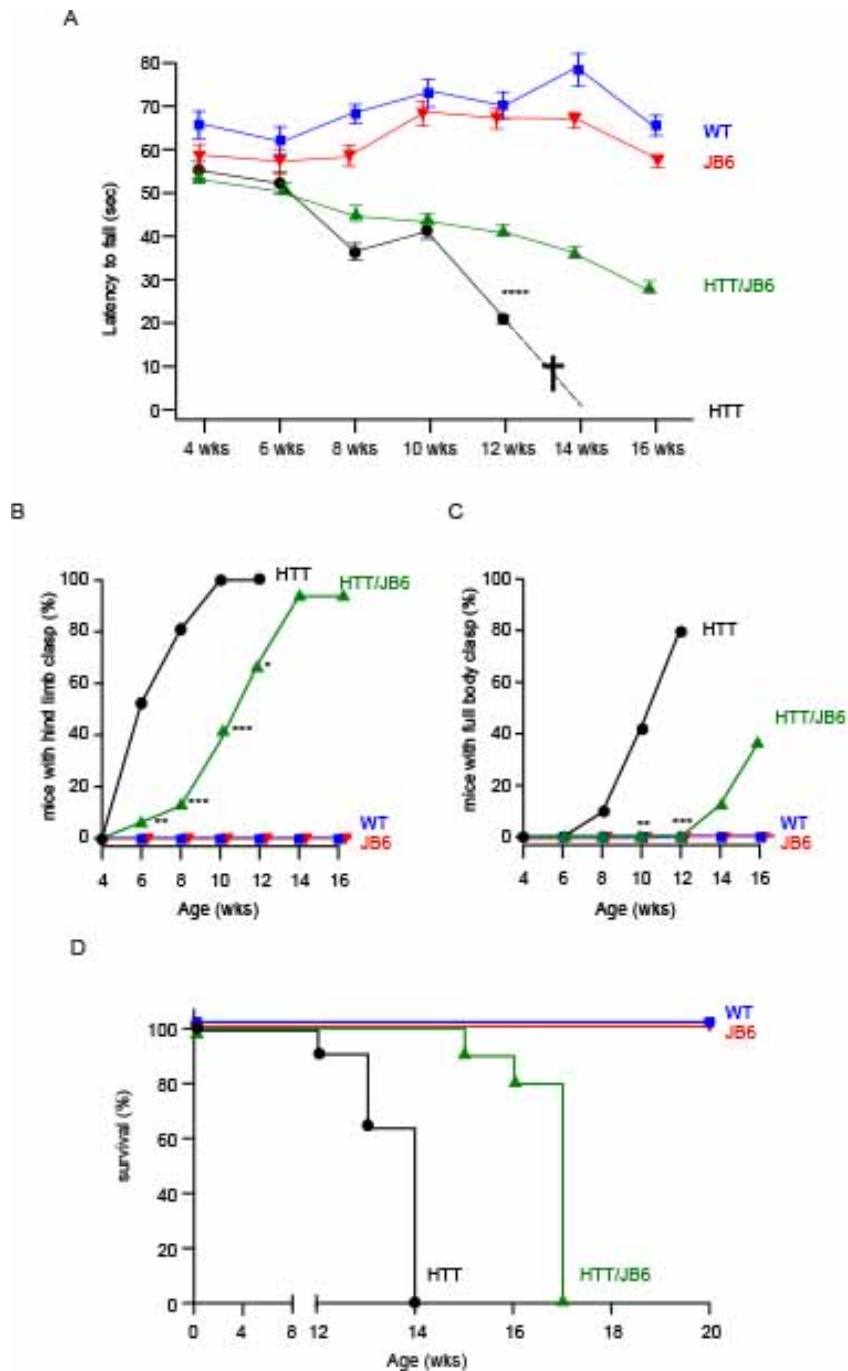 A
80
70
60
50
40
30
20
10
0
Latency to fall (sec)
WT
JB6
HTT/JB6
****
HTT
4 wks 6 wks 8 wks 10 wks 12 wks 14 wks 16 wks
B
100
80
60
40
20
0
mice with hind limb clasp (%)
HTT
HTT/JB6
*
***
***
**
WT
JB6
4 6 8 10 12 14 16
Age (wks)
C
100
80
60
40
20
0
mice with full body clasp (%)
HTT
HTT/JB6
** ***
WT
JB6
4 6 8 10 12 14 16
Age (wks)
D
100
80
60
40
20
0
survival (%)
WT
JB6
HTT
HTT/JB6
0 4 8 12 14 16 20
Age (wks)